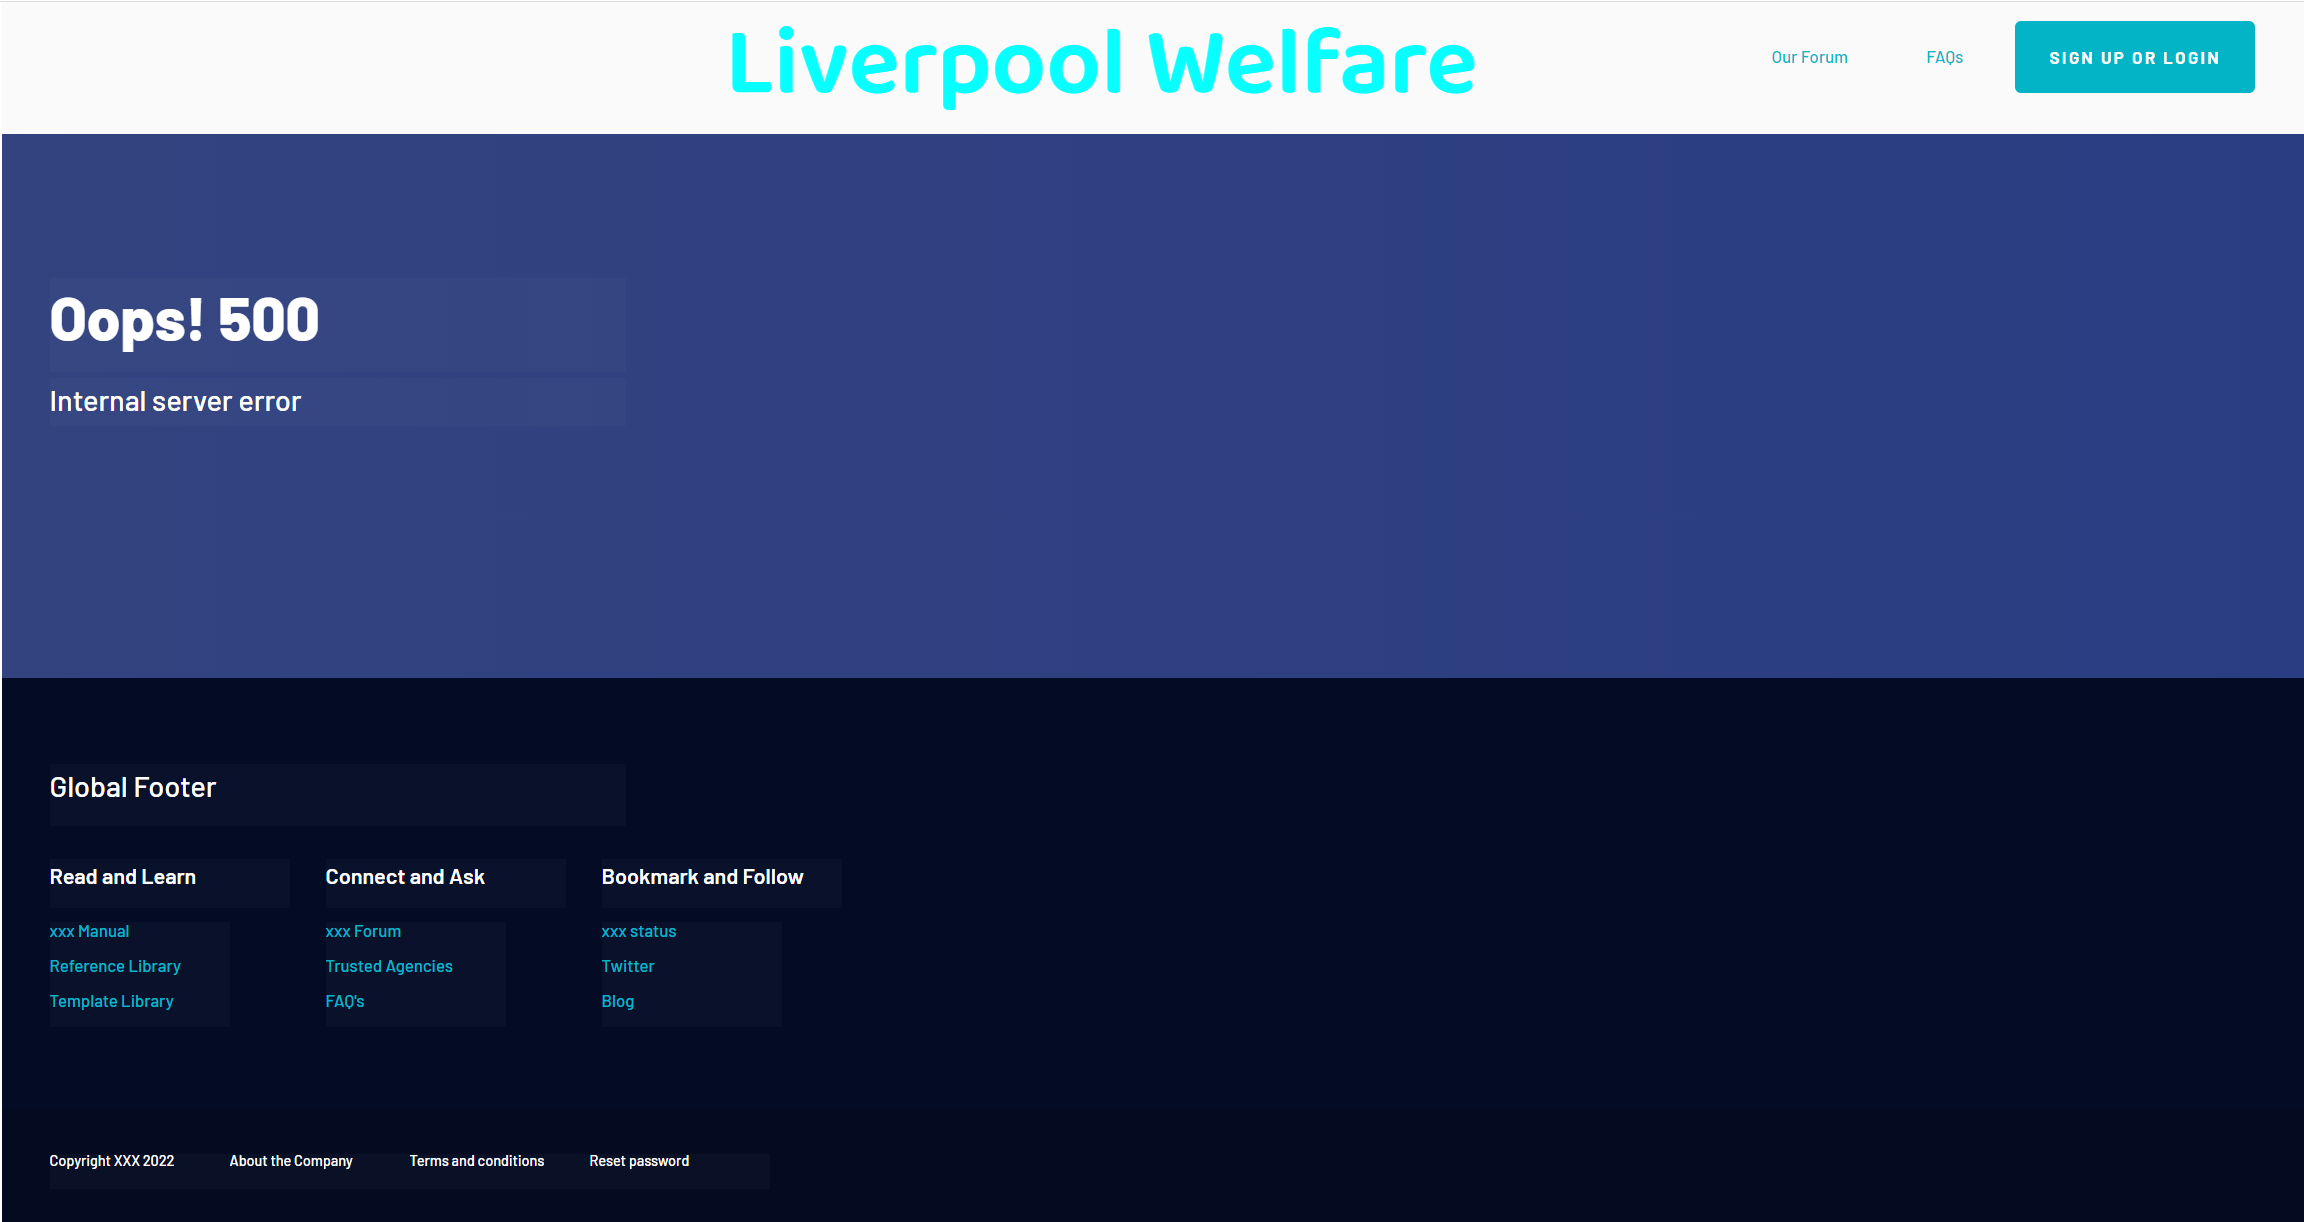 Liverpool Welfare
Our Forum
FAQs
SIGN UP OR LOGIN
Oops! 500
Internal server error
Global Footer
Read and Learn
xxx Manual
Reference Library
Template Library
Connect and Ask
xxx Forum
Trusted Agencies
FAQ's
Bookmark and Follow
xxx status
Twitter
Blog
Copyright XXX 2022
About the Company
Terms and conditions
Reset password